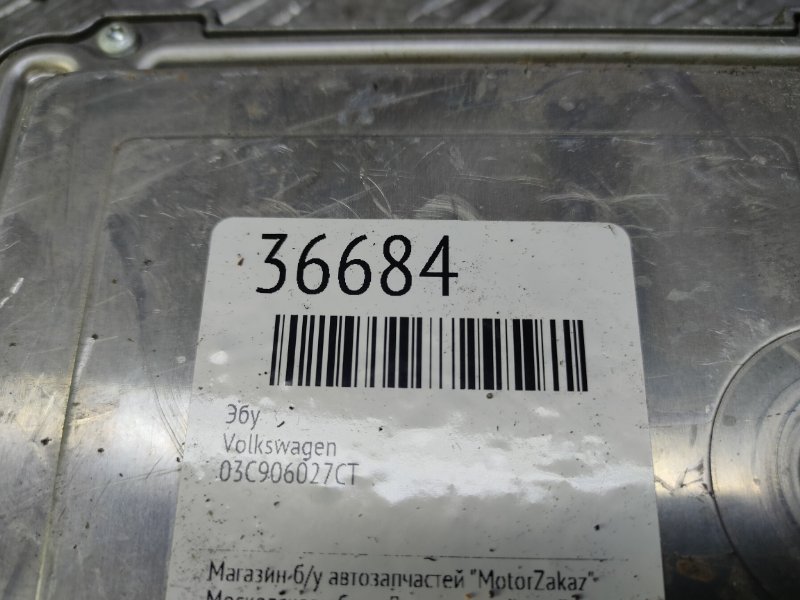 36684
Эбу
Volkswagen
03C906027CT
Магазин б/у автозапчастей "MotorZakaz"